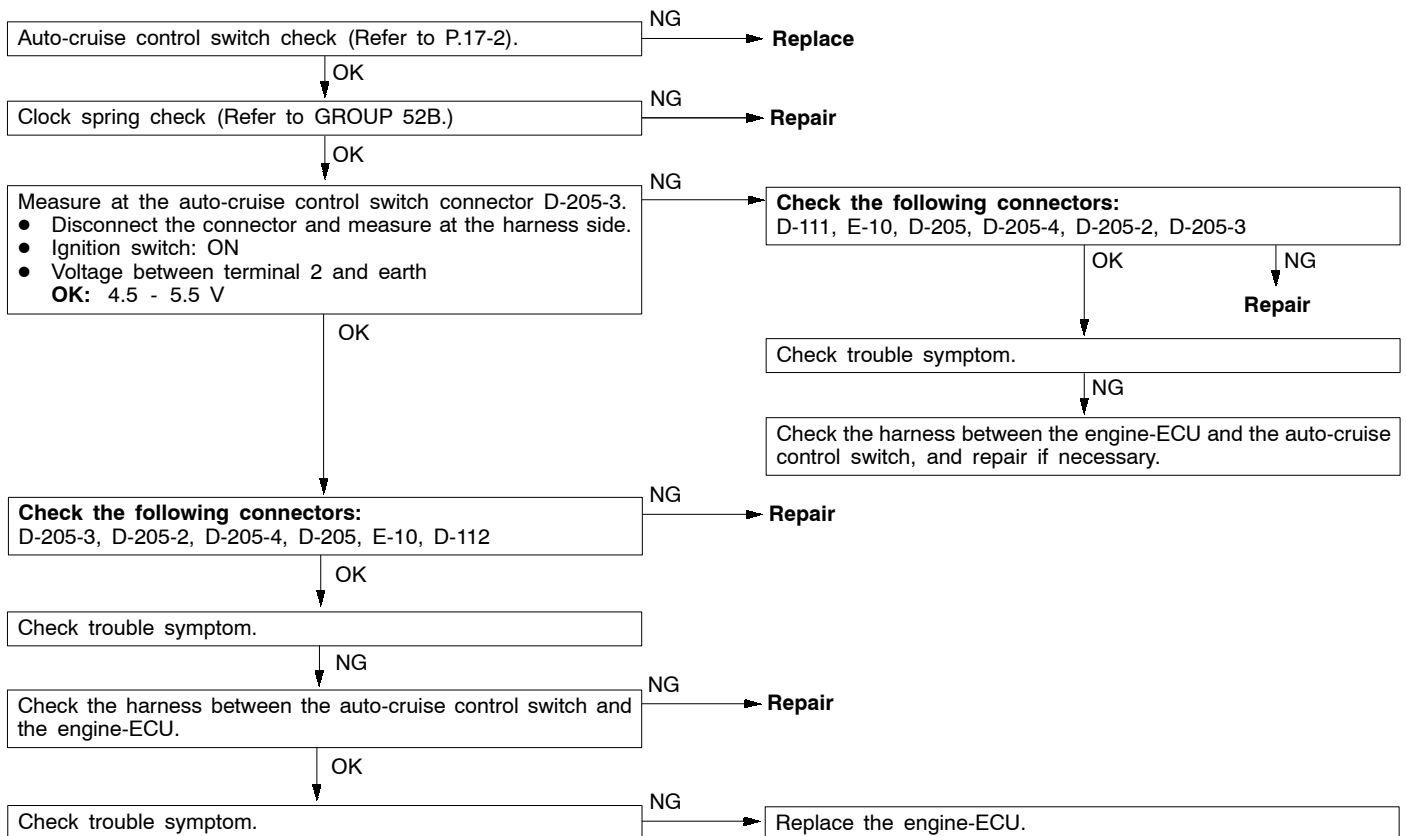 Auto-cruise control switch check (Refer to P.17-2).
NG
Replace
OK
Clock spring check (Refer to GROUP 52B.)
NG
Repair
OK
Measure at the auto-cruise control switch connector D-205-3.
● Disconnect the connector and measure at the harness side.
● Ignition switch: ON
● Voltage between terminal 2 and earth
OK: 4.5 - 5.5 V
NG
Check the following connectors:
D-111, E-10, D-205, D-205-4, D-205-2, D-205-3
OK
NG
Repair
Check trouble symptom.
NG
Check the harness between the engine-ECU and the auto-cruise
control switch, and repair if necessary.
OK
Check the following connectors:
D-205-3, D-205-2, D-205-4, D-205, E-10, D-112
NG
Repair
OK
Check trouble symptom.
NG
Check the harness between the auto-cruise control switch and
the engine-ECU.
NG
Repair
OK
Check trouble symptom.
NG
Replace the engine-ECU.